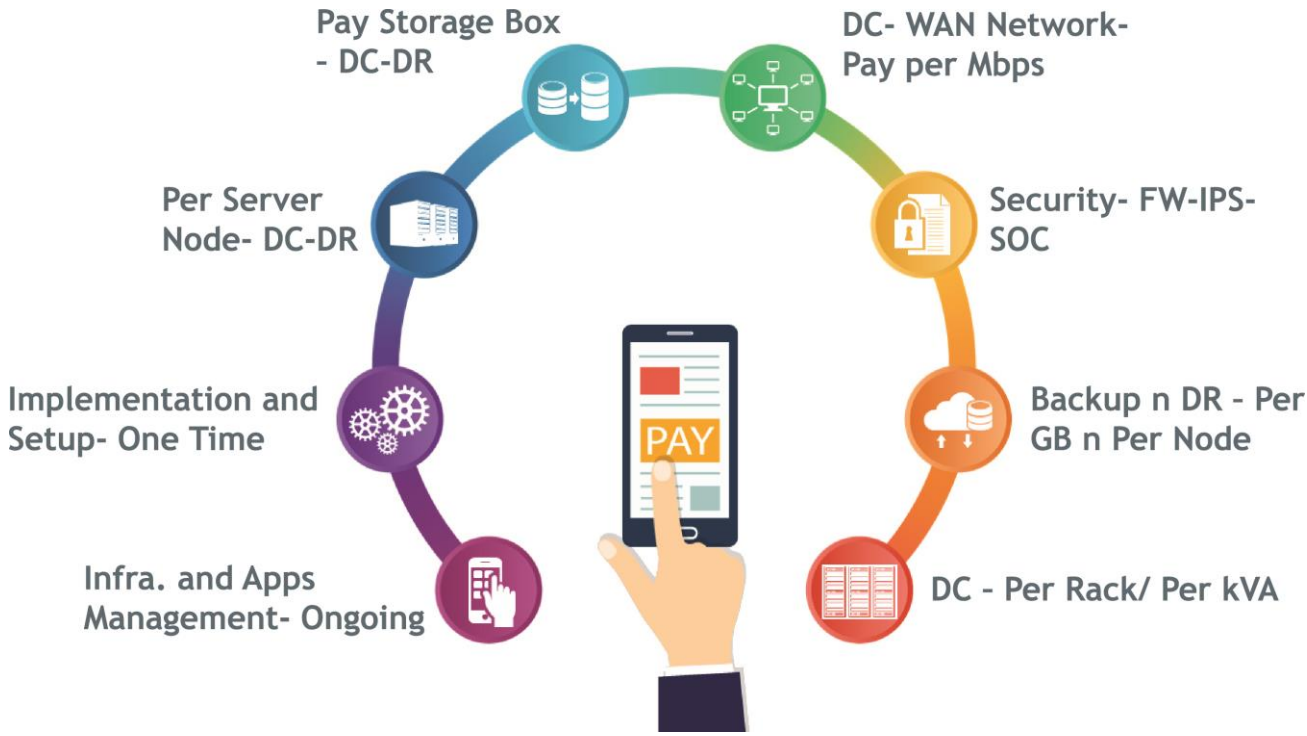 Pay Storage Box
- DC-DR
DC- WAN Network-
Pay per Mbps
Per Server
Node- DC-DR
Security- FW-IPS-
SOC
Implementation and
Setup- One Time
PAY
Backup n DR - Per
GB n Per Node
Infra. and Apps
Management- Ongoing
DC - Per Rack/ Per kVA